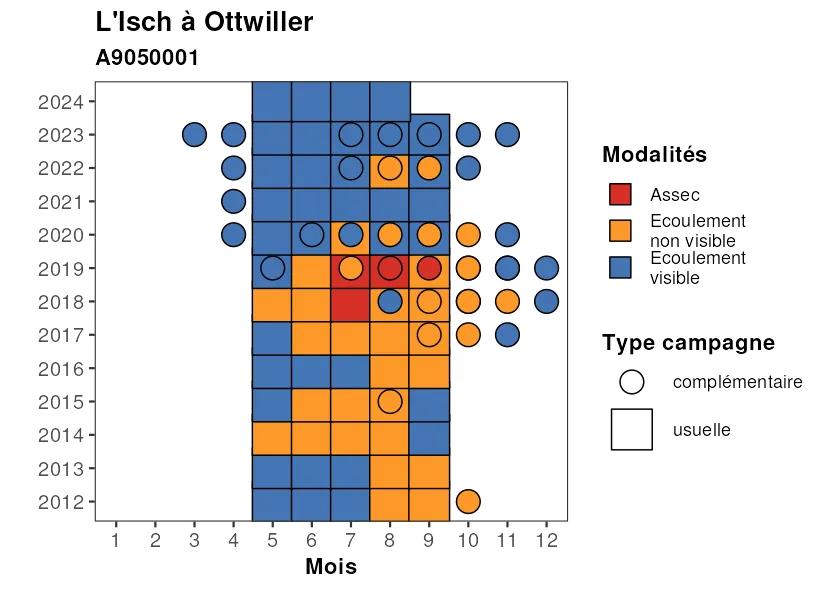 L'Isch à Ottwiller
A9050001
2024
2023
2022
2021
2020
2019
2018
2017
2016
2015
2014
2013
2012
1 2 3 4 5 6 7 8 9 10 11 12
Mois
Modalités
Assec
Ecoulement
non visible
Ecoulement
visible
Type campagne
complémentaire
usuelle